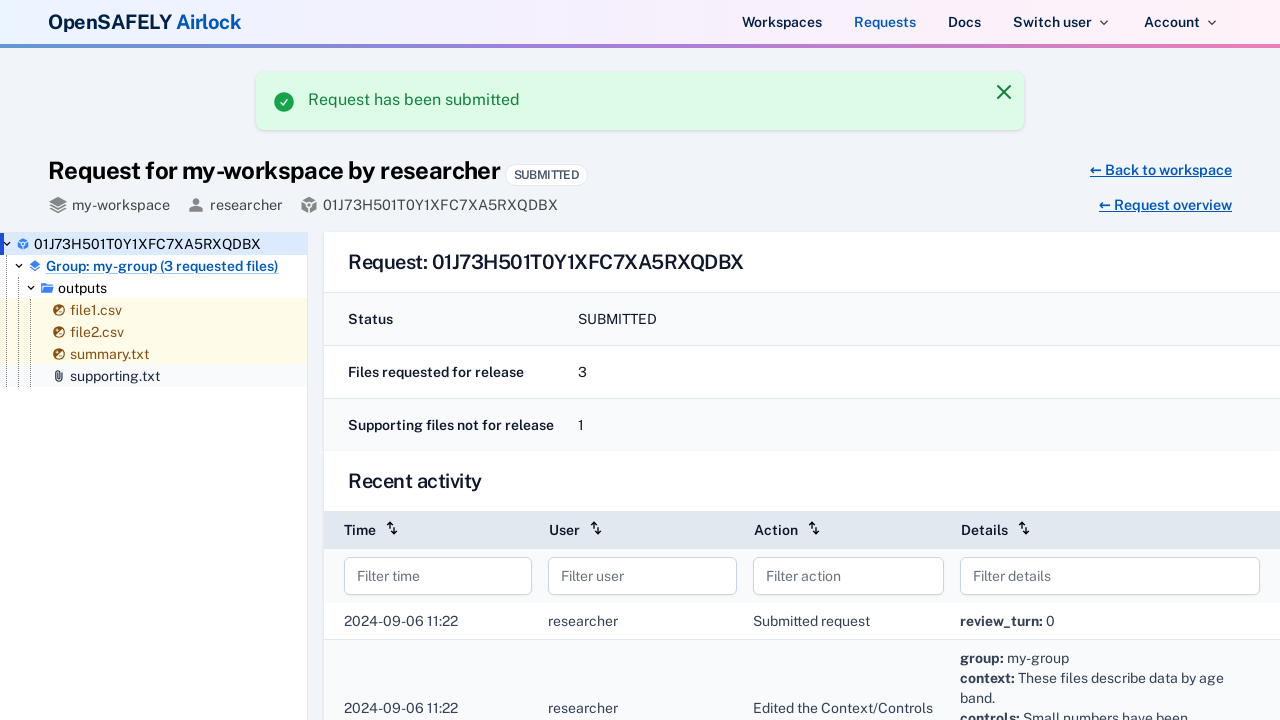 OpenSAFELY Airlock
Workspaces
Requests
Docs
Switch user
Account
Request has been submitted
Request for my-workspace by researcher SUBMITTED
← Back to workspace
my-workspace researcher 01J73H501T0Y1XFC7XA5RXQDBX
← Request overview
01J73H501T0Y1XFC7XA5RXQDBX
Group: my-group (3 requested files)
outputs
file1.csv
file2.csv
summary.txt
supporting.txt
Request: 01J73H501T0Y1XFC7XA5RXQDBX
Status SUBMITTED
Files requested for release 3
Supporting files not for release 1
Recent activity
Time User Action Details
Filter time Filter user Filter action Filter details
2024-09-06 11:22 researcher Submitted request review_turn: 0
group: my-group
context: These files describe data by age
band.
2024-09-06 11:22 researcher Edited the Context/Controls
controls: Small numbers have been